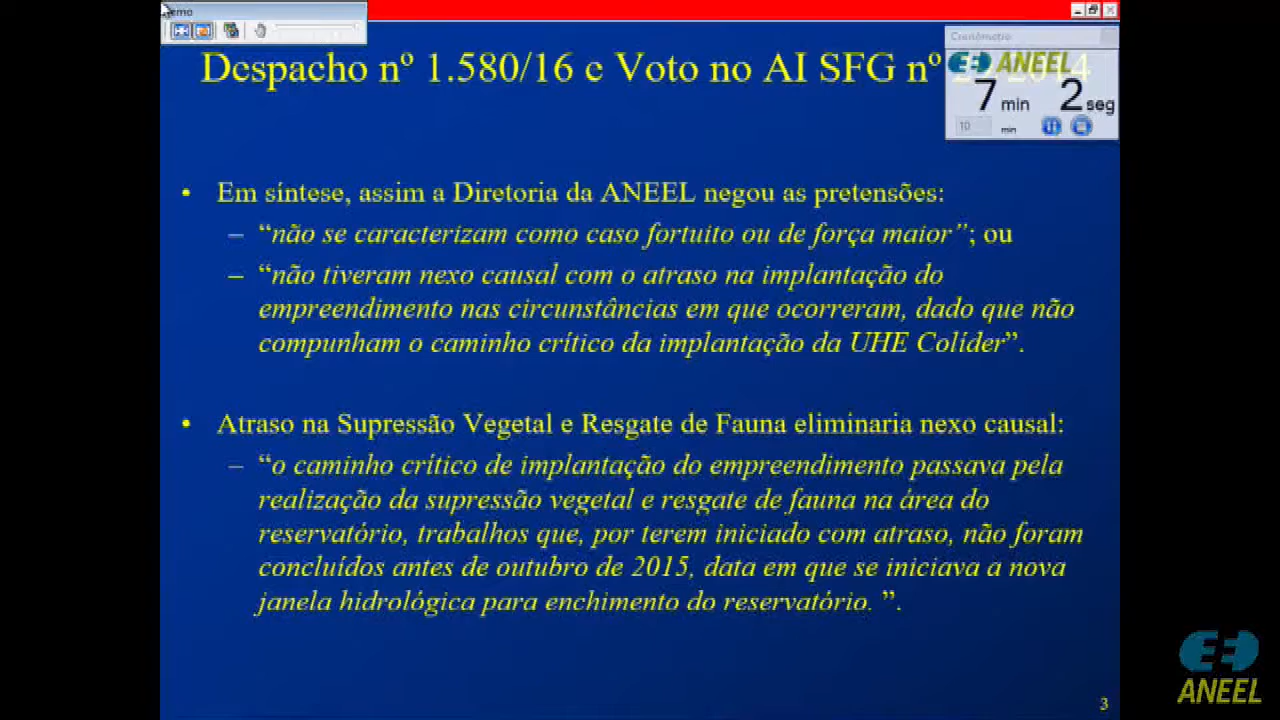 emo
Despacho nº 1.580/16 e Voto no AI SFG nº
Cronômetro
ANEEL
7 min 2 seg
10 min
• Em síntese, assim a Diretoria da ANEEL negou as pretensões:
– “não se caracterizam como caso fortuito ou de força maior”; ou
– “não tiveram nexo causal com o atraso na implantação do
empreendimento nas circunstâncias em que ocorreram, dado que não
compunham o caminho crítico da implantação da UHE Colíder”.
• Atraso na Supressão Vegetal e Resgate de Fauna eliminaria nexo causal:
– “o caminho crítico de implantação do empreendimento passava pela
realização da supressão vegetal e resgate de fauna na área do
reservatório, trabalhos que, por terem iniciado com atraso, não foram
concluídos antes de outubro de 2015, data em que se iniciava a nova
janela hidrológica para enchimento do reservatório. ”.
3
ANEEL